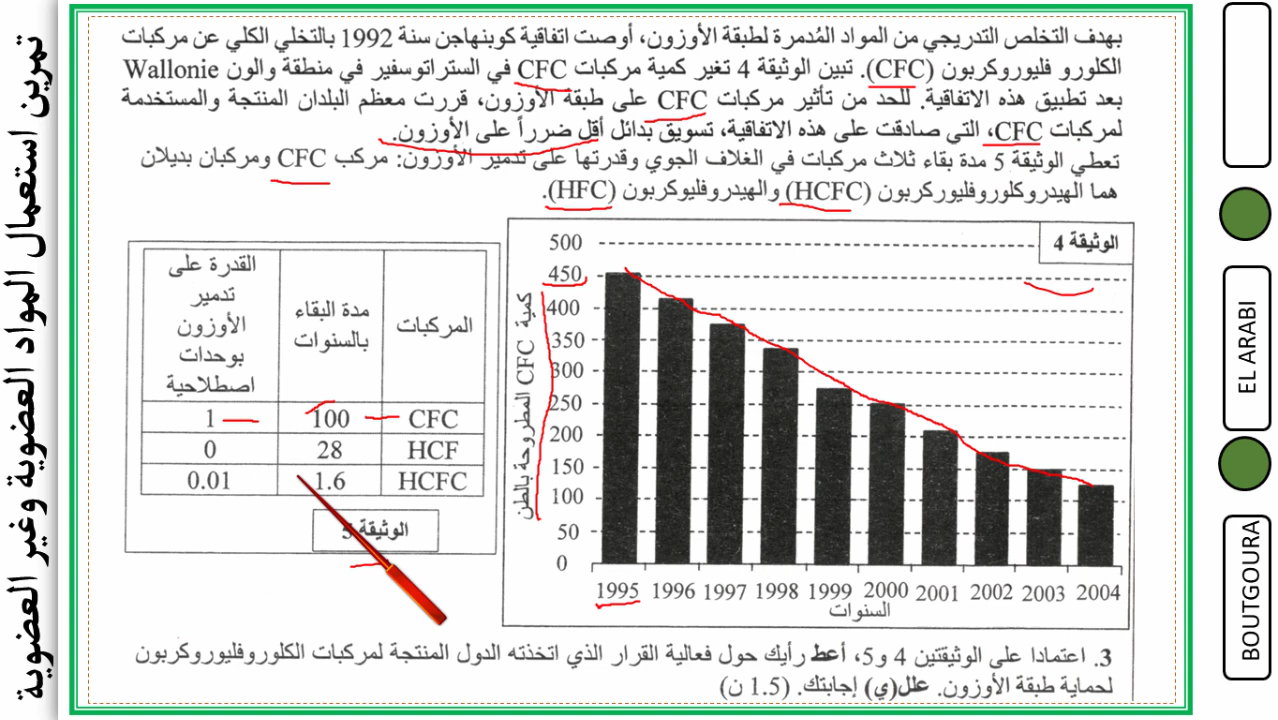 تمرين استعمال المواد العضوية وغير العضوية
بهدف التخلص التدريجي من المواد المُدمرة لطبقة الأوزون، أوصت اتفاقية كوبنهاجن سنة 1992 بالتخلي الكلي عن مركبات
الكلورو فليوروكربون (CFC). تبين الوثيقة 4 تغير كمية مركبات CFC في الستراتوسفير في منطقة والون Wallonie
بعد تطبيق هذه الاتفاقية. للحد من تأثير مركبات CFC على طبقة الأوزون، قررت معظم البلدان المنتجة والمستخدمة
لمركبات CFC، التي صادقت على هذه الاتفاقية، تسويق بدائل أقل ضرراً على الأوزون.
تعطي الوثيقة 5 مدة بقاء ثلاث مركبات في الغلاف الجوي وقدرتها على تدمير الأوزون: مركب CFC ومركبان بديلان
هما الهيدروكلوروفليوركربون (HCFC) والهيدروفليوكربون (HFC).
الوثيقة 4
500
450
400
350
300
250
200
150
100
50
0
كمية CFC المطروحة بالطن
1995 1996 1997 1998 1999 2000 2001 2002 2003 2004
السنوات
المركبات
مدة البقاء
بالسنوات
القدرة على
تدمير
الأوزون
بوحدات
اصطلاحية
CFC 100 1
HCF 28 0
HCFC 1.6 0.01
الوثيقة 5
3. اعتمادا على الوثيقتين 4 و5، أعط رأيك حول فعالية القرار الذي اتخذته الدول المنتجة لمركبات الكلوروفليوروكربون
لحماية طبقة الأوزون. علل(ي) إجابتك. (1.5 ن)
EL ARABI
BOUTGOURA